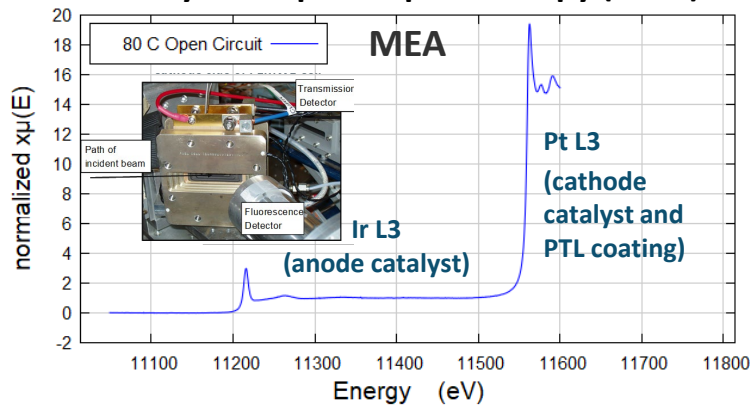 80 C Open Circuit
MEA
Transmission
Detector
Path of
incident beam
Fluorescence
Detector
Ir L3
(anode catalyst)
Pt L3
(cathode
catalyst and
PTL coating)
normalized xμ(E)
20
18
16
14
12
10
8
6
4
2
0
-2
11100
11200
11300
11400
11500
11600
11700
11800
Energy (eV)